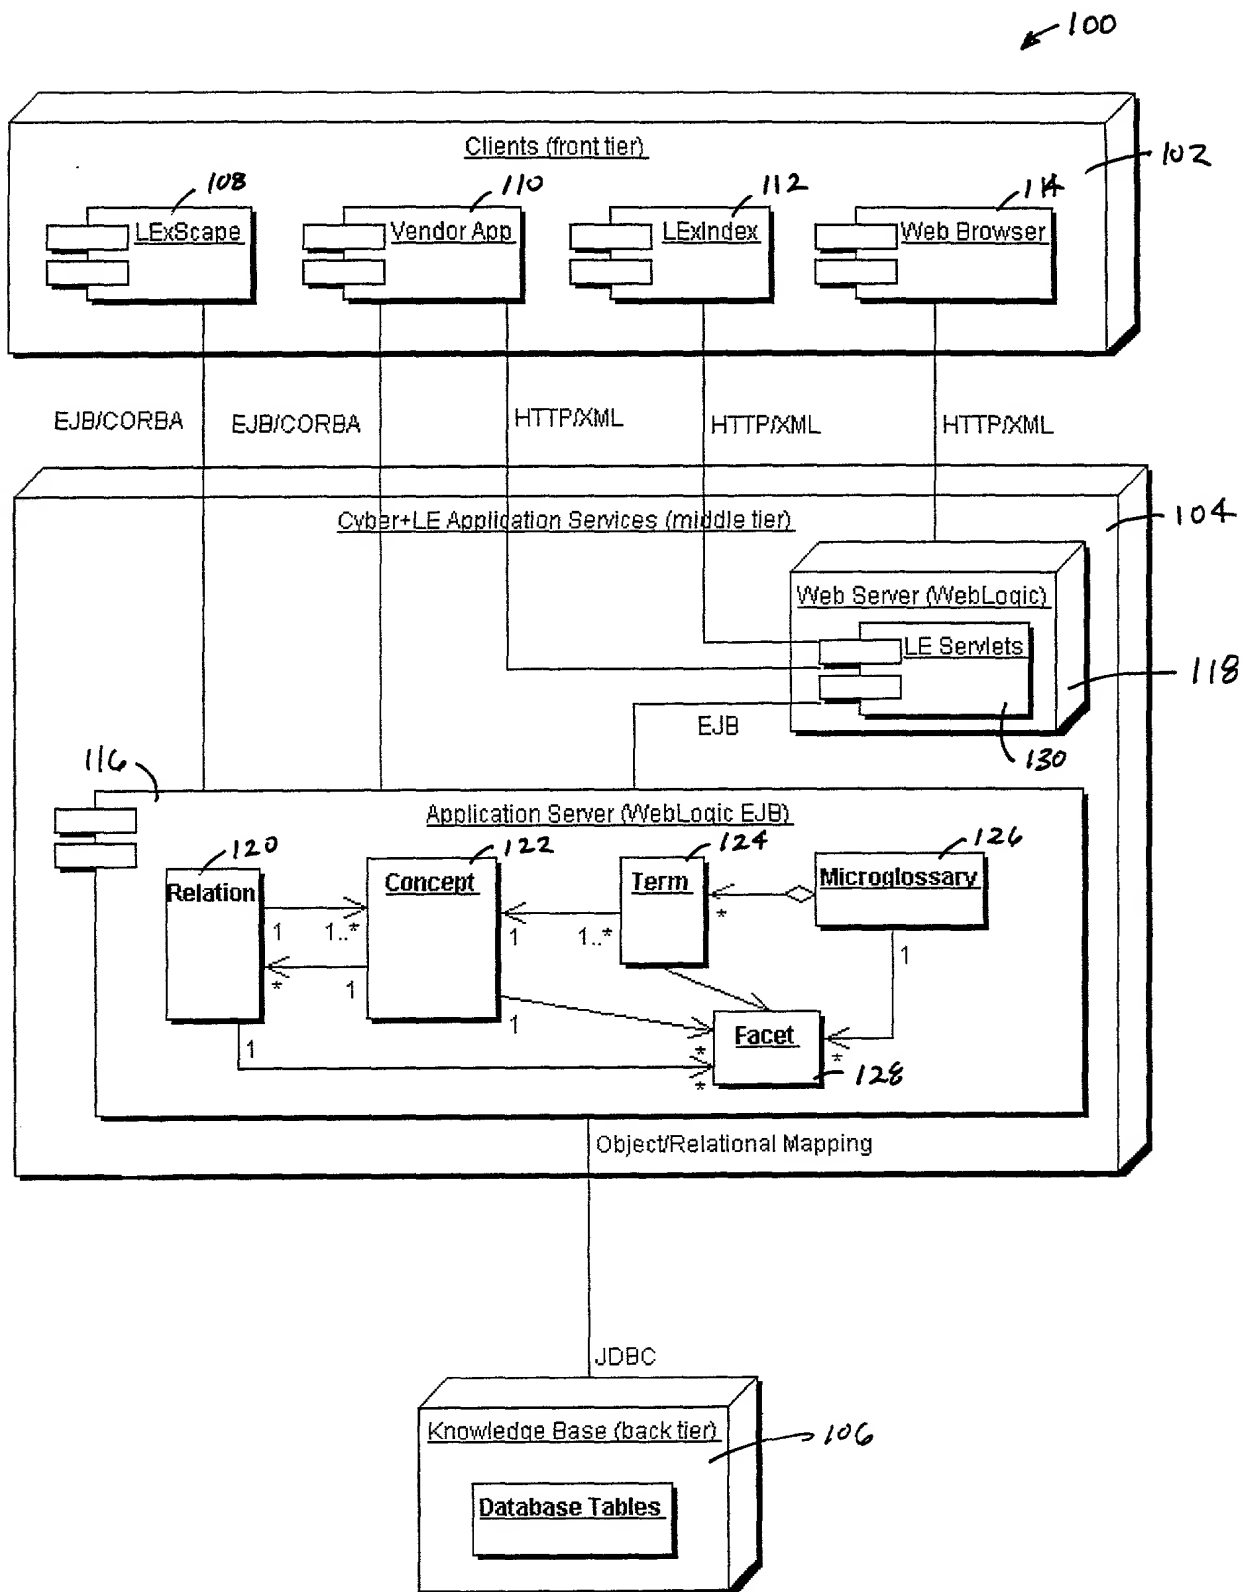 100
Clients (front tier)
102
108
110
112
114
LExScape
Vendor App
LExIndex
Web Browser
EJB/CORBA
EJB/CORBA
HTTP/XML
HTTP/XML
HTTP/XML
Cyber+LE Application Services (middle tier)
104
Web Server (WebLogic)
LE Servlets
118
EJB
130
116
Application Server (WebLogic EJB)
120
122
124
126
Relation
Concept
Term
Microglossary
*
1
1..*
1
1..*
1
*
1
1
Facet
*
*
1
128
*
Object/Relational Mapping
JDBC
Knowledge Base (back tier)
106
Database Tables